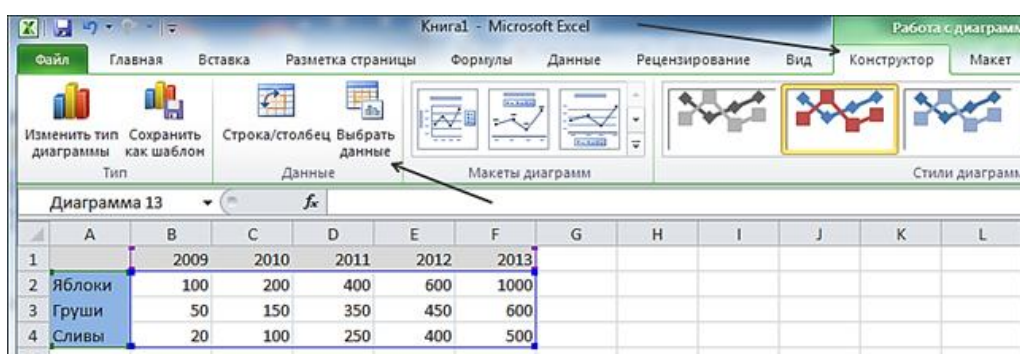 Книга1 - Microsoft Excel
Работа с диаграмм
Файл Главная Вставка Разметка страницы Формулы Данные Рецензирование Вид Конструктор Макет
Изменить тип диаграммы
Сохранить как шаблон
Строка/столбец
Выбрать данные
Тип Данные Макеты диаграмм Стили диаграмм
Диаграмма 13 fx
A B C D E F G H I J K L
1 2009 2010 2011 2012 2013
2 Яблоки 100 200 400 600 1000
3 Груши 50 150 350 450 600
4 Сливы 20 100 250 400 500